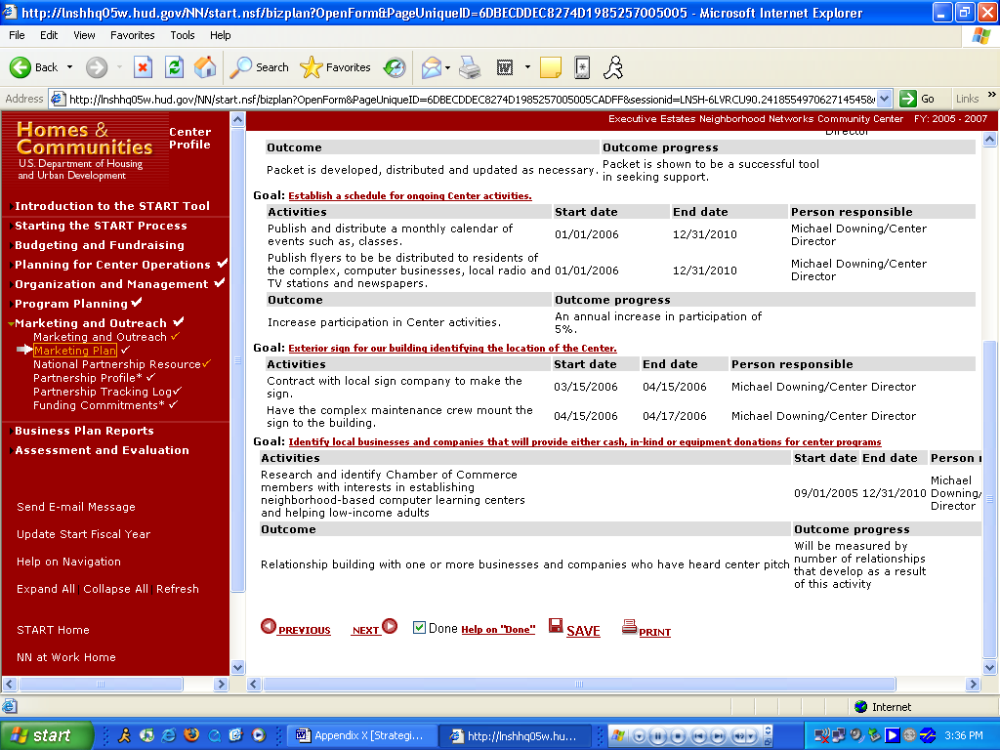 http://lnshhq05w.hud.gov/NN/start.nsf/bizplan?OpenForm&PageUniqueID=6DBECDDEC8274D1985257005005 - Microsoft Internet Explorer
File Edit View Favorites Tools Help
Back Search Favorites
Address http://lnshhq05w.hud.gov/NN/start.nsf/bizplan?OpenForm&PageUniqueID=6DBECDDEC8274D1985257005005CADFF&sessionid=LNSH-6LVRCU90.241855497062714545& Go Links »
Homes & Communities
U.S. Department of Housing
and Urban Development
Center
Profile
Introduction to the START Tool
Starting the START Process
Budgeting and Fundraising
Planning for Center Operations
Organization and Management
Program Planning
Marketing and Outreach
Marketing and Outreach
Marketing Plan
National Partnership Resource
Partnership Profile*
Partnership Tracking Log
Funding Commitments*
Business Plan Reports
Assessment and Evaluation
Send E-mail Message
Update Start Fiscal Year
Help on Navigation
Expand All Collapse All Refresh
START Home
NN at Work Home
Executive Estates Neighborhood Networks Community Center FY: 2005 - 2007
Director
Outcome Outcome progress
Packet is developed, distributed and updated as necessary. Packet is shown to be a successful tool
in seeking support.
Goal: Establish a schedule for ongoing Center activities.
Activities Start date End date Person responsible
Publish and distribute a monthly calendar of
events such as, classes. 01/01/2006 12/31/2010 Michael Downing/Center
Director
Publish flyers to be be distributed to residents of
the complex, computer businesses, local radio and
TV stations and newspapers. 01/01/2006 12/31/2010 Michael Downing/Center
Director
Outcome Outcome progress
Increase participation in Center activities. An annual increase in participation of
5%.
Goal: Exterior sign for our building identifying the location of the Center.
Activities Start date End date Person responsible
Contract with local sign company to make the
sign. 03/15/2006 04/15/2006 Michael Downing/Center Director
Have the complex maintenance crew mount the
sign to the building. 04/15/2006 04/17/2006 Michael Downing/Center Director
Goal: Identify local businesses and companies that will provide either cash, in-kind or equipment donations for center programs
Activities Start date End date Person
Research and identify Chamber of Commerce
members with interests in establishing
neighborhood-based computer learning centers
and helping low-income adults 09/01/2005 12/31/2010 Michael
Downing/
Director
Outcome Outcome progress
Relationship building with one or more businesses and companies who have heard center pitch Will be measured by
number of relationships
that develop as a result
of this activity
PREVIOUS NEXT Done Help on "Done" SAVE PRINT
Internet
start Appendix X [Strategi... http://lnshhq05w.hu... 3:36 PM